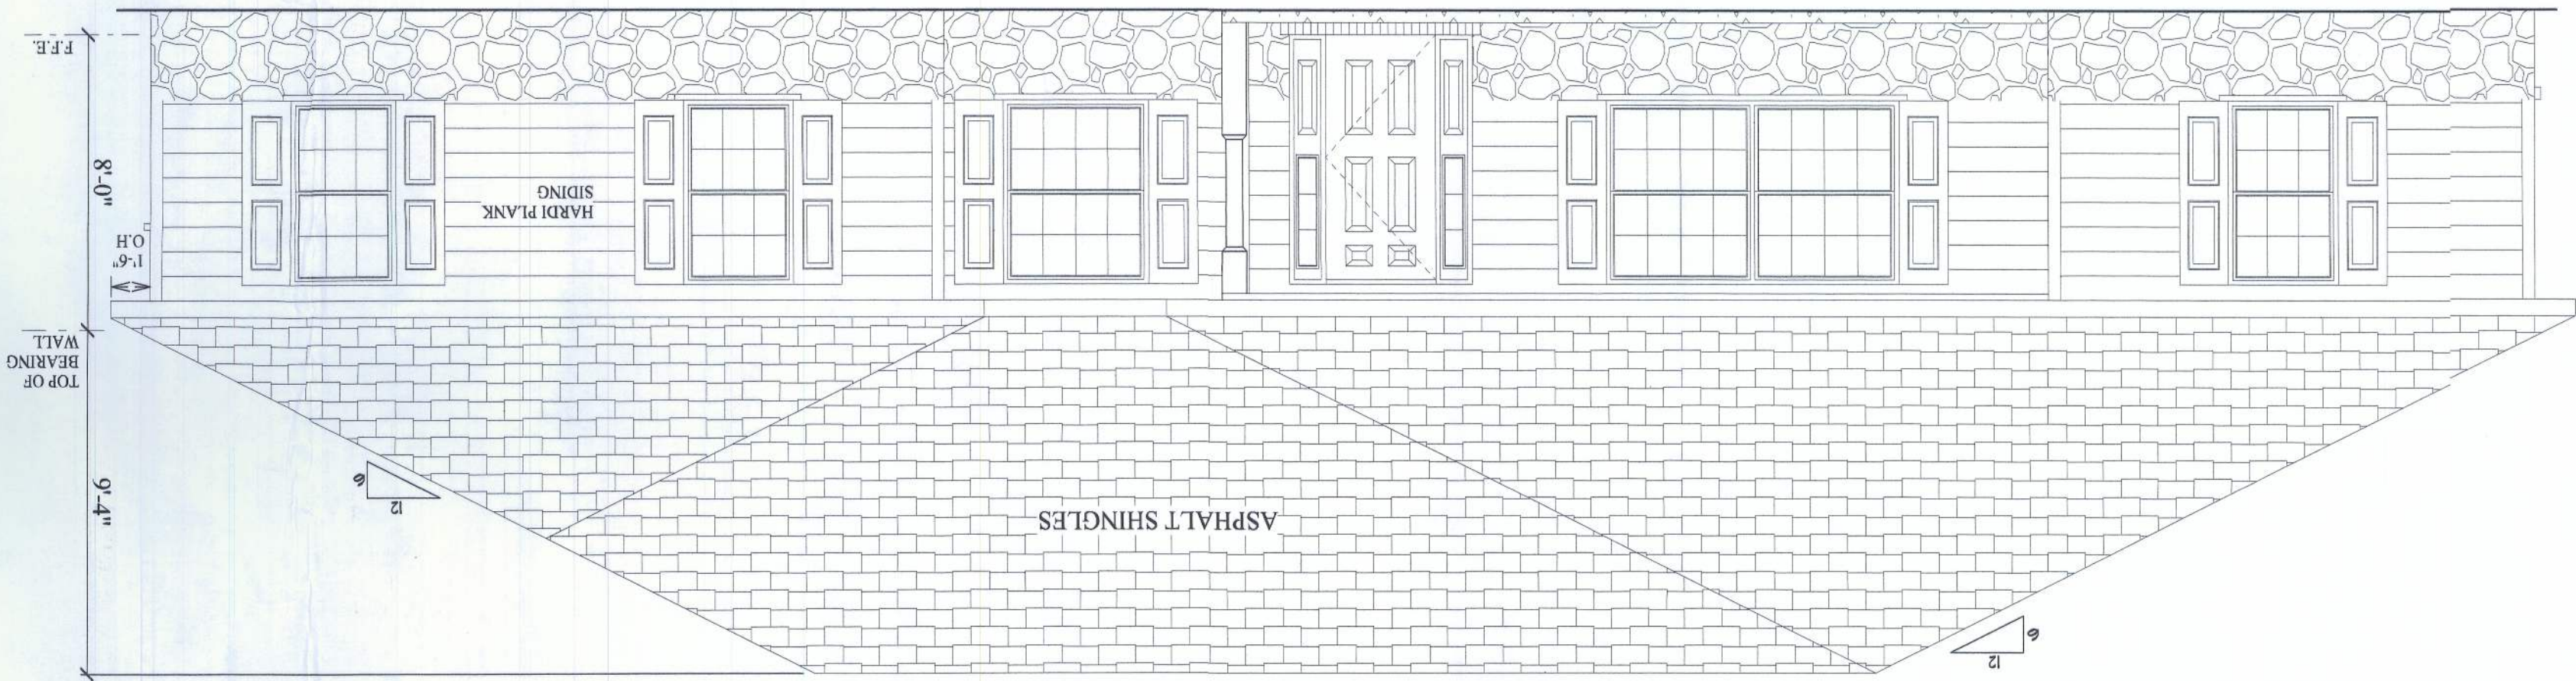 12
6
9'-4"
ASPHALT SHINGLES
12
6
TOP OF
BEARING
WALL
1'-6"
O.H
HARDI PLANK
SIDING
8'-0"
F.F.E.